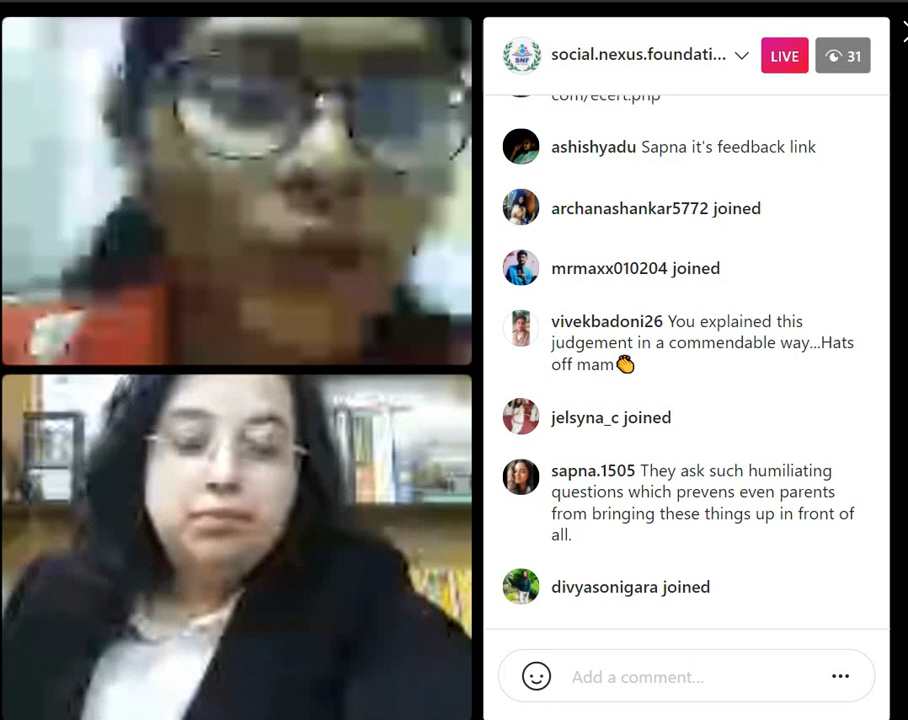 SNF
social.nexus.foundati...
LIVE
31
com/ecert.php
ashishyadu Sapna it's feedback link
archanashankar5772 joined
mrmaxx010204 joined
vivekbadoni26 You explained this
judgement in a commendable way...Hats
off mam👏
jelsyna_c joined
sapna.1505 They ask such humiliating
questions which prevens even parents
from bringing these things up in front of
all.
divyasonigara joined
Add a comment...